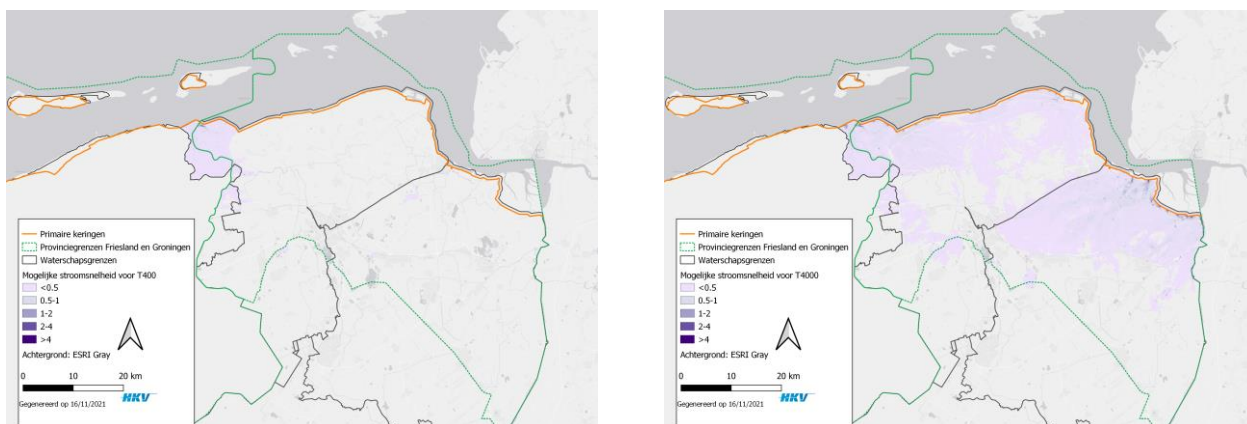 Primaire keringen
Provinciegrenzen Friesland en Groningen
Waterschapsgrenzen
Mogelijke stroomsnelheid voor T400
<0.5
0.5-1
1-2
2-4
>4
Achtergrond: ESRI Gray
0 10 20 km
HKV
Gegenereerd op 16/11/2021
Primaire keringen
Provinciegrenzen Friesland en Groningen
Waterschapsgrenzen
Mogelijke stroomsnelheid voor T4000
<0.5
0.5-1
1-2
2-4
>4
Achtergrond: ESRI Gray
0 10 20 km
HKV
Gegenereerd op 16/11/2021